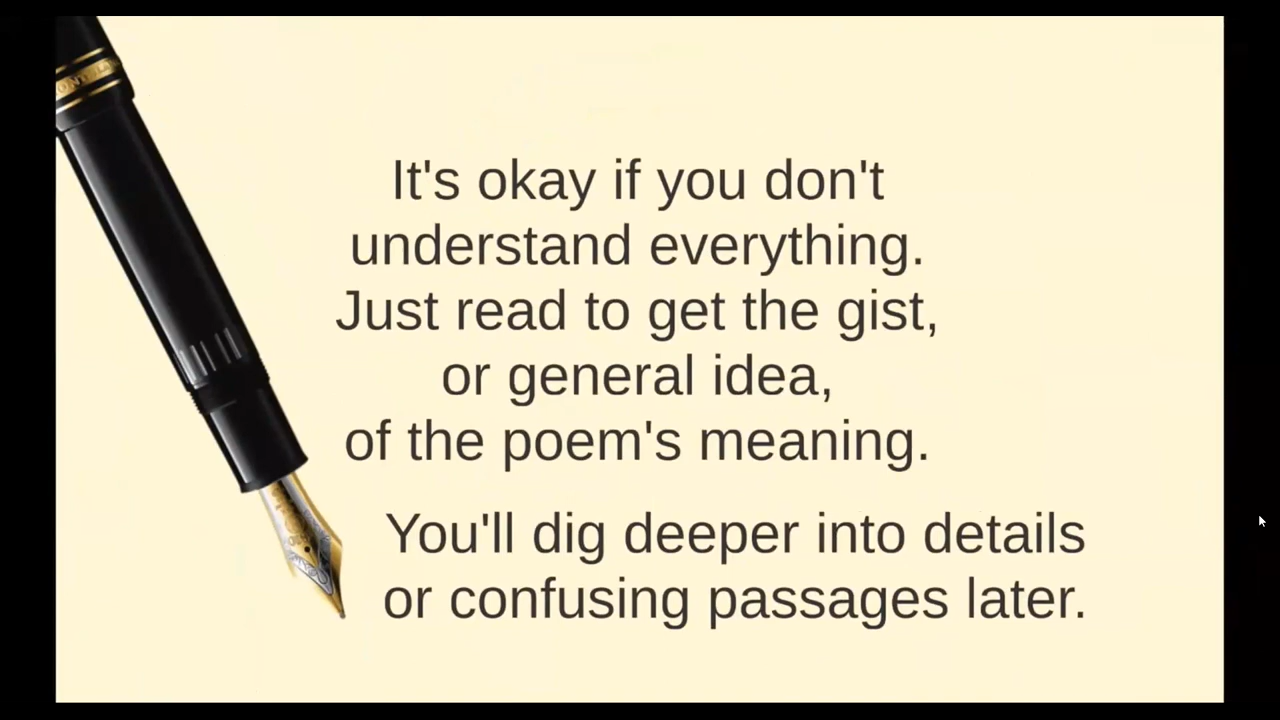 It's okay if you don't
understand everything.
Just read to get the gist,
or general idea,
of the poem's meaning.
You'll dig deeper into details
or confusing passages later.